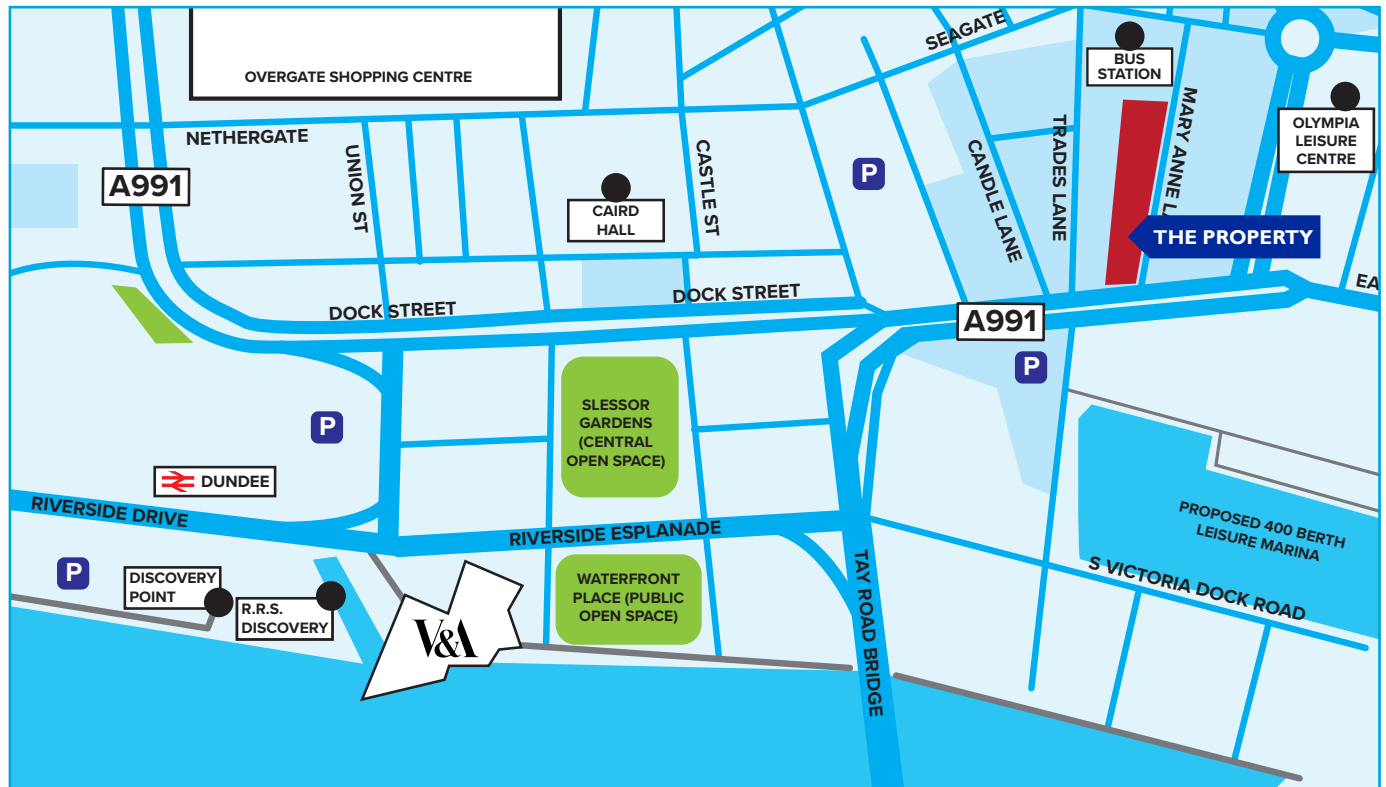 OVERGATE SHOPPING CENTRE
SEAGATE
BUS
STATION
OLYMPIA
LEISURE
CENTRE
NETHERGATE
A991
UNION ST
CAIRD
HALL
CASTLE ST
P
CANDLE LANE
TRADES LANE
MARY ANNE L
THE PROPERTY
EA
DOCK STREET
DOCK STREET
A991
P
P
SLESSOR
GARDENS
(CENTRAL
OPEN SPACE)
DUNDEE
RIVERSIDE DRIVE
RIVERSIDE ESPLANADE
PROPOSED 400 BERTH
LEISURE MARINA
S VICTORIA DOCK ROAD
TAY ROAD BRIDGE
P
DISCOVERY
POINT
R.R.S.
DISCOVERY
V&A
WATERFRONT
PLACE (PUBLIC
OPEN SPACE)